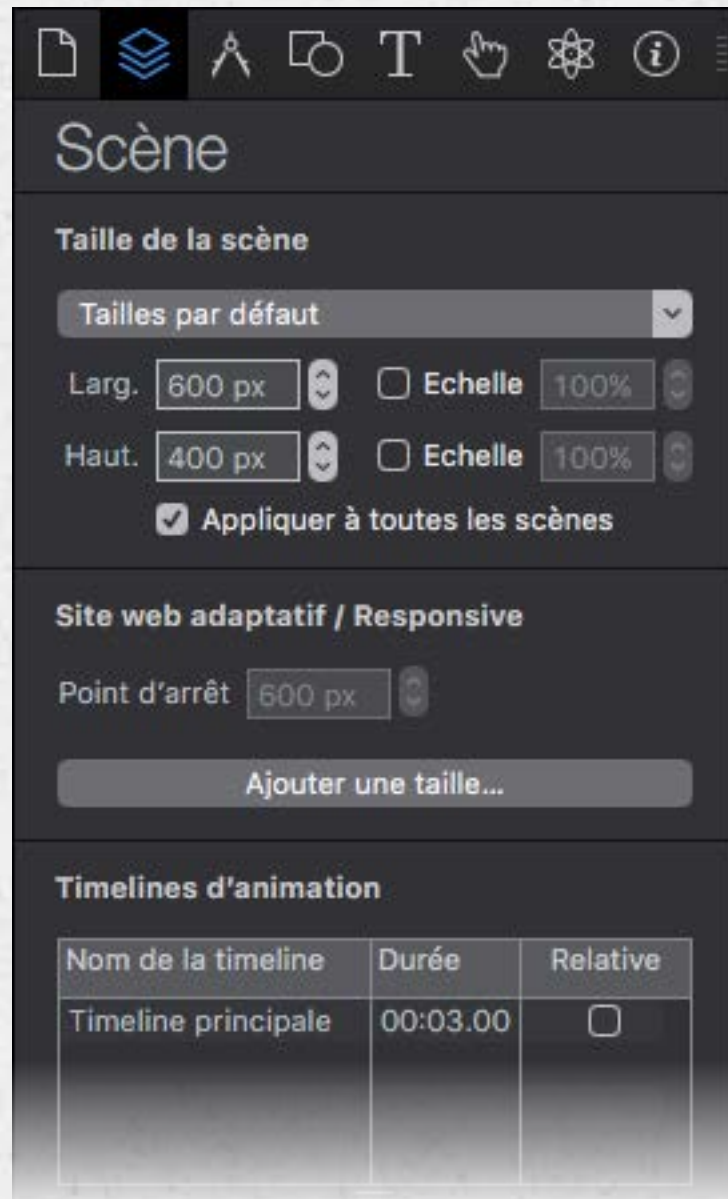 Scène
Taille de la scène
Tailles par défaut
Larg. 600 px Echelle 100%
Haut. 400 px Echelle 100%
Appliquer à toutes les scènes
Site web adaptatif / Responsive
Point d'arrêt 600 px
Ajouter une taille...
Timelines d'animation
Nom de la timeline Durée Relative
Timeline principale 00:03.00